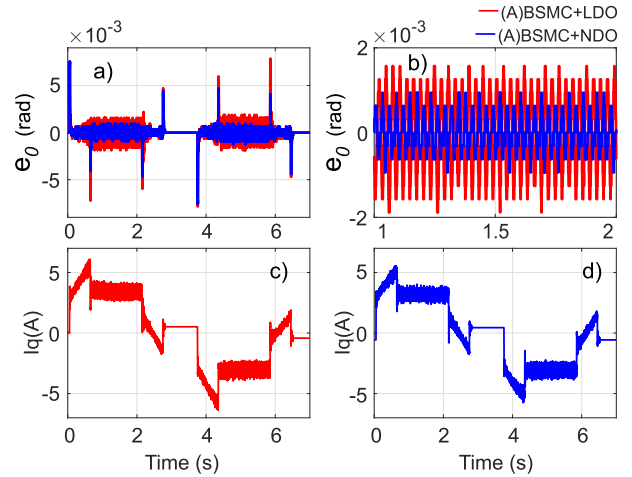 (A)BSMC+LDO
(A)BSMC+NDO
×10⁻³
×10⁻³
a)
b)
e₀ (rad)
5
0
-5
0
2
4
6
e₀ (rad)
2
0
-2
1
1.5
2
c)
d)
Iq(A)
5
0
-5
0
2
4
6
Time (s)
Iq(A)
5
0
-5
0
2
4
6
Time (s)